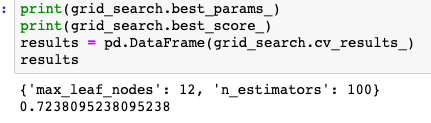 print(grid_search.best_params_)
print(grid_search.best_score_)
results = pd.DataFrame(grid_search.cv_results_)
results
{'max_leaf_nodes': 12, 'n_estimators': 100}
0.7238095238095238